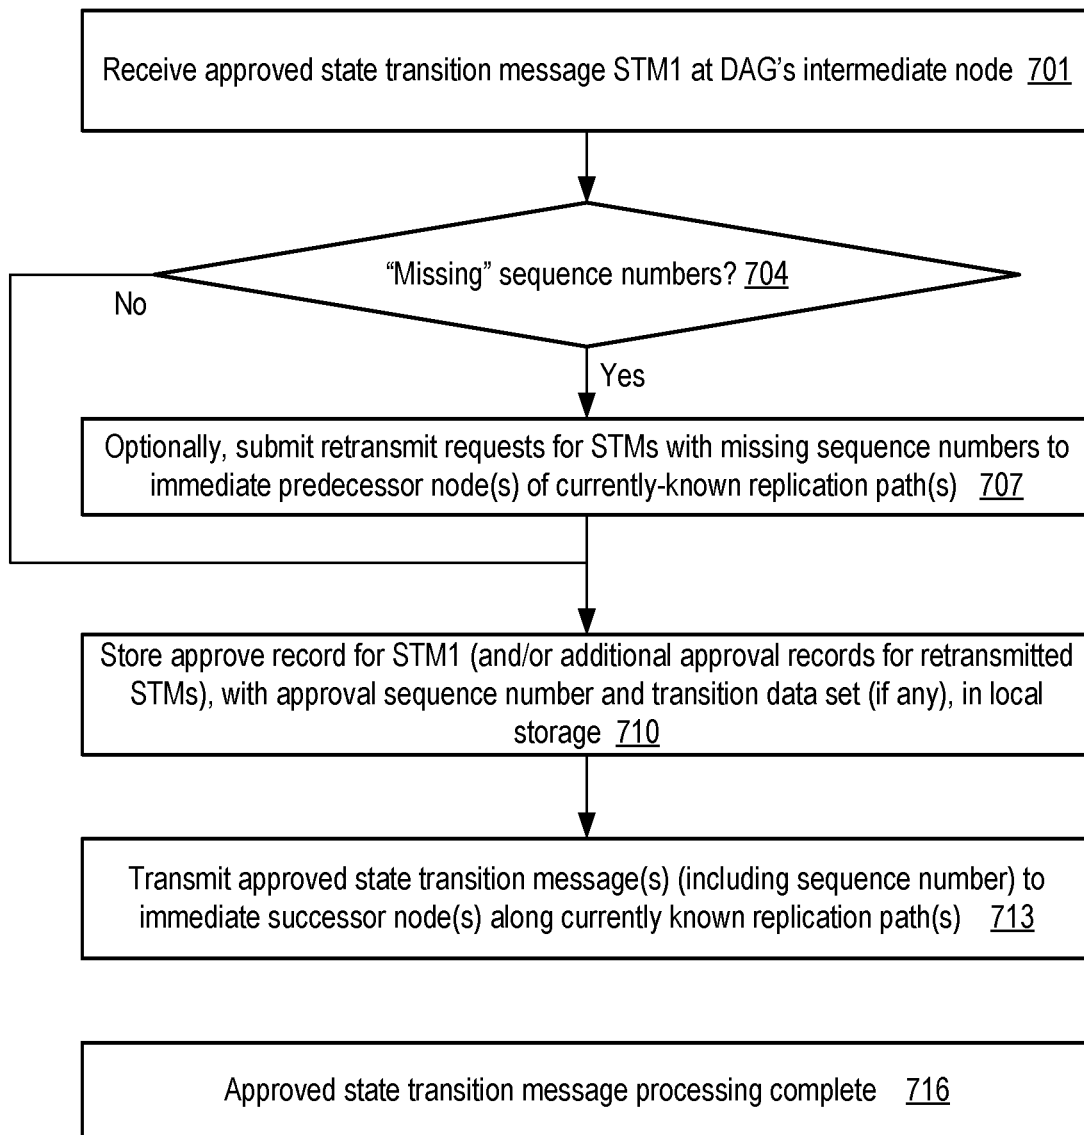 Receive approved state transition message STM1 at DAG’s intermediate node 701
“Missing” sequence numbers? 704
No
Yes
Optionally, submit retransmit requests for STMs with missing sequence numbers to
immediate predecessor node(s) of currently-known replication path(s) 707
Store approve record for STM1 (and/or additional approval records for retransmitted
STMs), with approval sequence number and transition data set (if any), in local
storage 710
Transmit approved state transition message(s) (including sequence number) to
immediate successor node(s) along currently known replication path(s) 713
Approved state transition message processing complete 716